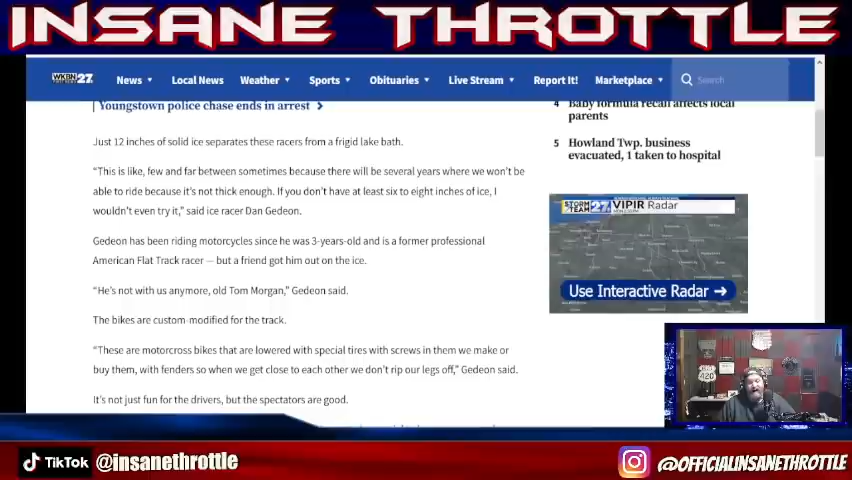 INSANE THROTTLE
WKBN 27
News
Local News
Weather
Sports
Obituaries
Live Stream
Report It!
Marketplace
Search
Youngstown police chase ends in arrest
Just 12 inches of solid ice separates these racers from a frigid lake bath.
“This is like, few and far between sometimes because there will be several years where we won’t be
able to ride because it’s not thick enough. If you don’t have at least six to eight inches of ice, I
wouldn’t even try it,” said ice racer Dan Gedeon.
Gedeon has been riding motorcycles since he was 3-years-old and is a former professional
American Flat Track racer — but a friend got him out on the ice.
“He’s not with us anymore, old Tom Morgan,” Gedeon said.
The bikes are custom-modified for the track.
“These are motorcross bikes that are lowered with special tires with screws in them we make or
buy them, with fenders so when we get close to each other we don’t rip our legs off,” Gedeon said.
It’s not just fun for the drivers, but the spectators are good.
4 Baby formula recall affects local
parents
5 Howland Twp. business
evacuated, 1 taken to hospital
STORM
TEAM 27
VIPIR Radar
Use Interactive Radar →
420
TikTok @insanethrottle
@OFFICIALINSANETHROTTLE